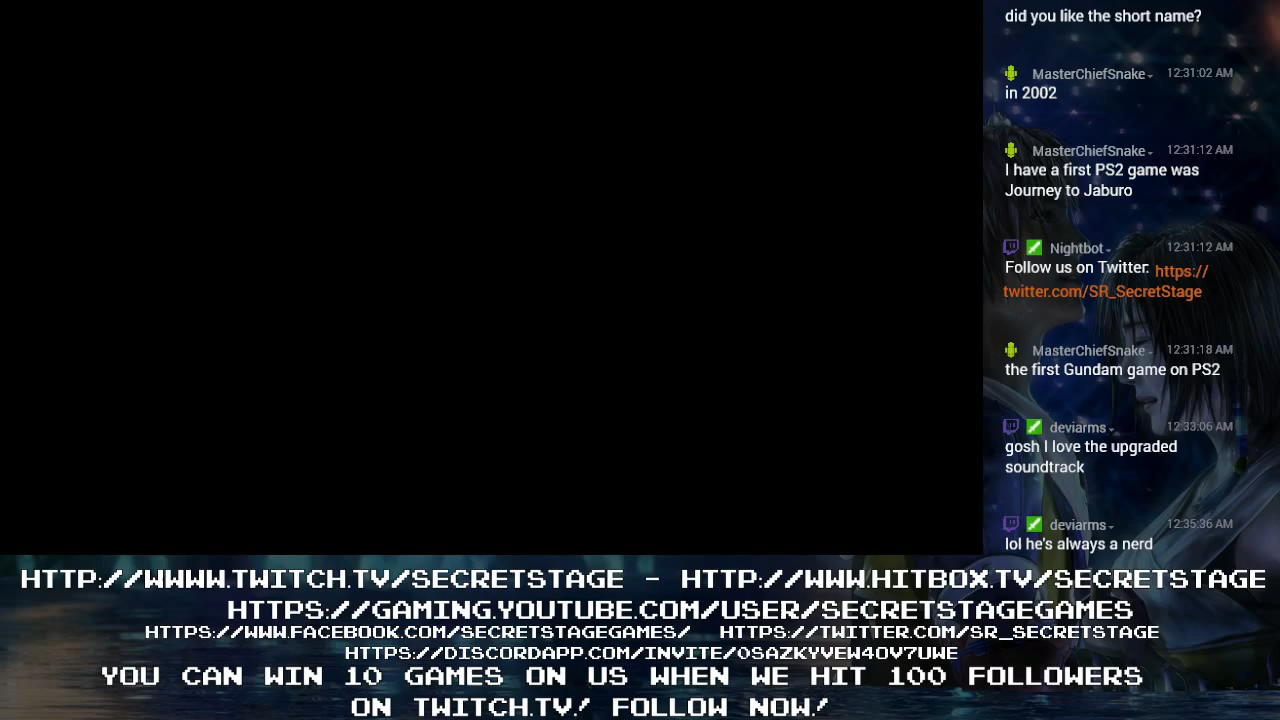 did you like the short name?
MasterChiefSnake 12:31:02 AM
in 2002
MasterChiefSnake 12:31:12 AM
I have a first PS2 game was
Journey to Jaburo
Nightbot 12:31:12 AM
Follow us on Twitter: https://
twitter.com/SR_SecretStage
MasterChiefSnake 12:31:18 AM
the first Gundam game on PS2
deviarms 12:33:06 AM
gosh I love the upgraded
soundtrack
deviarms 12:35:36 AM
lol he's always a nerd
HTTP://WWWW.TWITCH.TV/SECRETSTAGE - HTTP://WWW.HITBOX.TV/SECRETSTAGE
HTTPS://GAMING.YOUTUBE.COM/USER/SECRETSTAGEGAMES
HTTPS://WWW.FACEBOOK.COM/SECRETSTAGEGAMES/ HTTPS://TWITTER.COM/SR_SECRETSTAGE
HTTPS://DISCORDAPP.COM/INVITE/0SAZKYVEW4OV7UWE
YOU CAN WIN 10 GAMES ON US WHEN WE HIT 100 FOLLOWERS
ON TWITCH.TV! FOLLOW NOW!